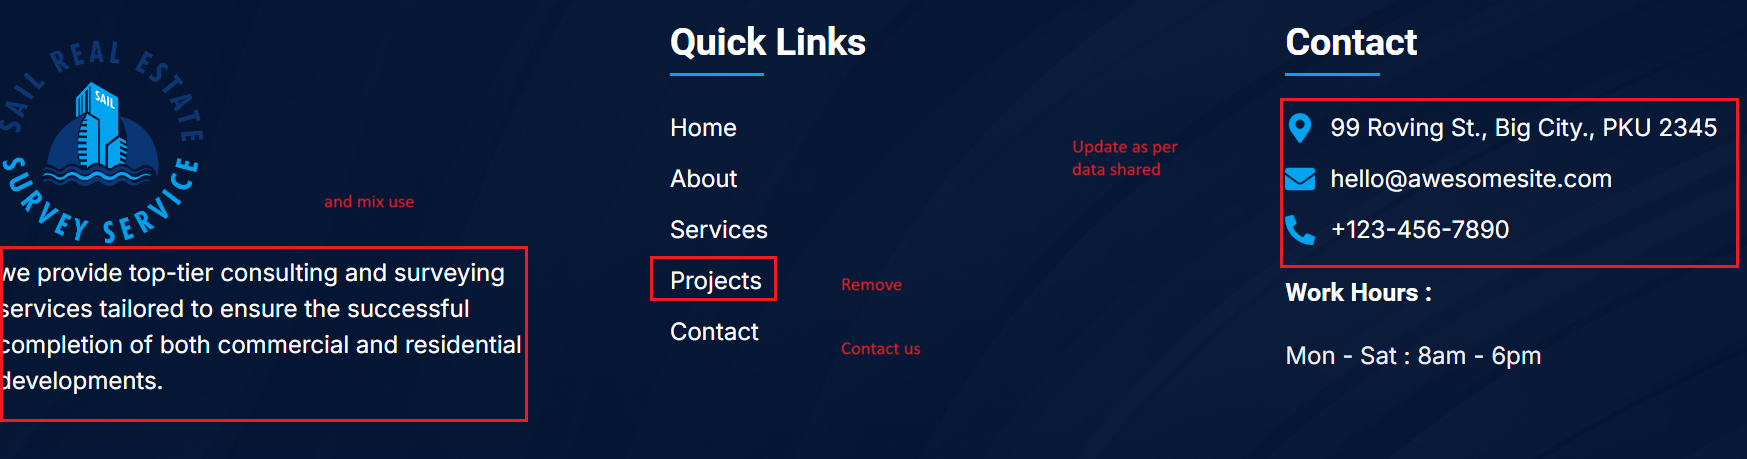 SAIL REAL ESTATE
SURVEY SERVICE
SAIL
and mix use
we provide top-tier consulting and surveying
services tailored to ensure the successful
completion of both commercial and residential
developments.
Quick Links
Home
About
Services
Projects
Remove
Contact
Contact us
Update as per
data shared
Contact
99 Roving St., Big City., PKU 2345
hello@awesomesite.com
+123-456-7890
Work Hours :
Mon - Sat : 8am - 6pm